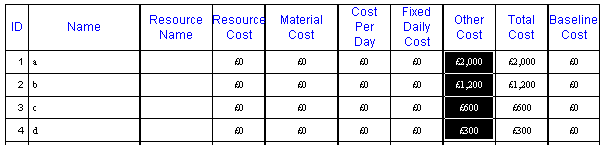 ID Name Resource Name Resource Cost Material Cost Cost Per Day Fixed Daily Cost Other Cost Total Cost Baseline Cost
1 a £0 £0 £0 £0 £2,000 £2,000 £0
2 b £0 £0 £0 £0 £1,200 £1,200 £0
3 c £0 £0 £0 £0 £600 £600 £0
4 d £0 £0 £0 £0 £300 £300 £0